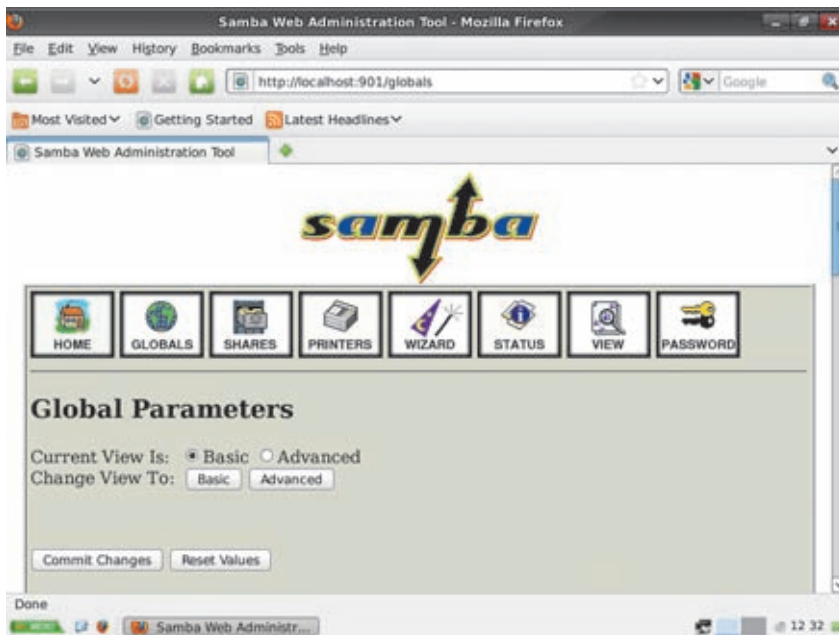 Samba Web Administration Tool - Mozilla Firefox
File Edit View History Bookmarks Tools Help
http://localhost:901/globals
Google
Most Visited Getting Started Latest Headlines
Samba Web Administration Tool
samba
HOME GLOBALS SHARES PRINTERS WIZARD STATUS VIEW PASSWORD
Global Parameters
Current View Is: Basic Advanced
Change View To: Basic Advanced
Commit Changes Reset Values
Done
Samba Web Administr...
12 32